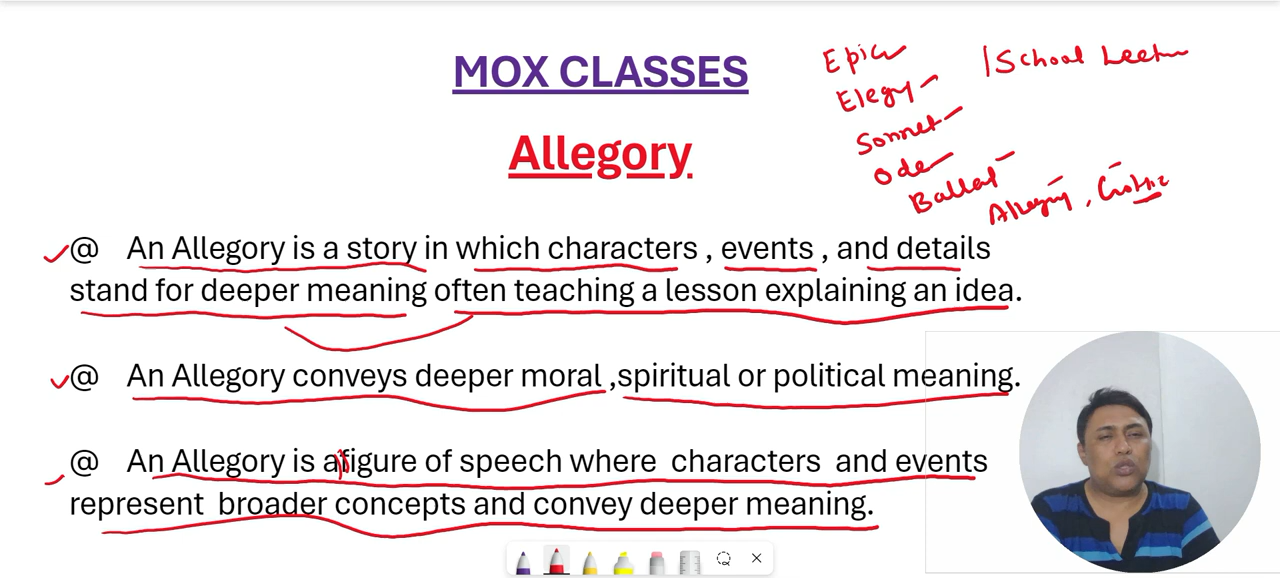 MOX CLASSES
Allegory
Epic
Elegy
Sonnet
Ode
Ballad
School
@ An Allegory is a story in which characters , events , and details
stand for deeper meaning often teaching a lesson explaining an idea.
@ An Allegory conveys deeper moral ,spiritual or political meaning.
@ An Allegory is a figure of speech where characters and events
represent broader concepts and convey deeper meaning.